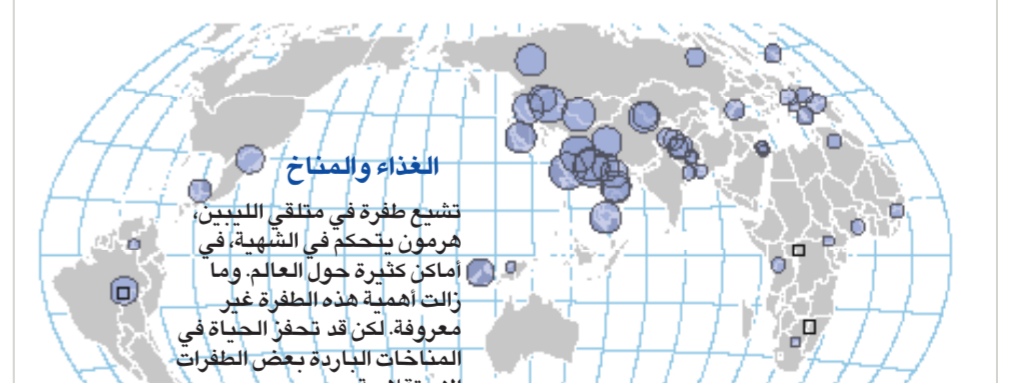 الغذاء والمناخ
تشيع طفرة في متلقي الليبين،
هرمون يتحكم في الشهية، في
أماكن كثيرة حول العالم. وما
زالت أهمية هذه الطفرة غير
معروفة. لكن قد تحفز الحياة في
المناخات الباردة بعض الطفرات